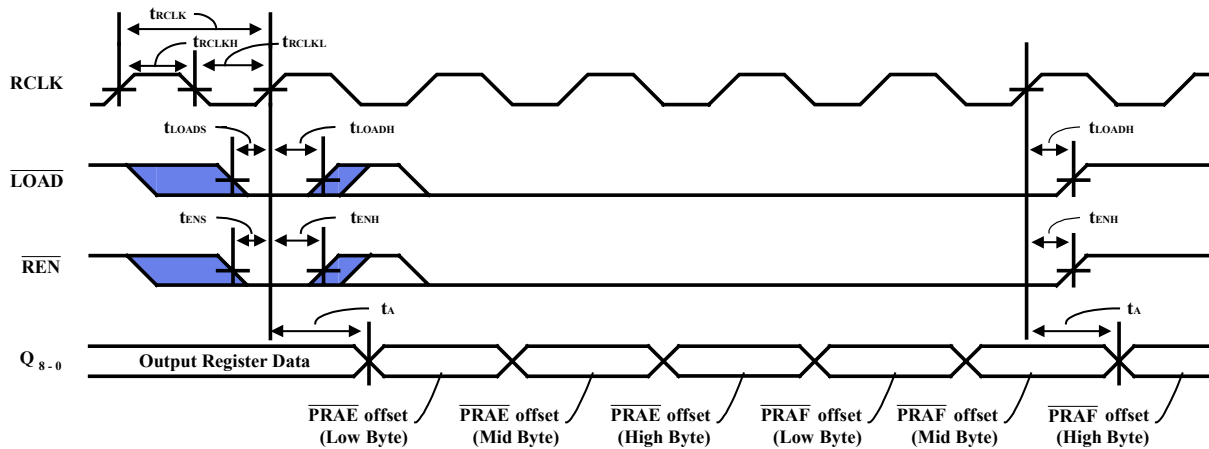 tRCLK
tRCLKH
tRCLKL
RCLK
tLOADS
tLOADH
tLOADH
LOAD
tENS
tENH
tENH
REN
tA
tA
Q 8 - 0
Output Register Data
PRAE offset
(Low Byte)
PRAE offset
(Mid Byte)
PRAE offset
(High Byte)
PRAF offset
(Low Byte)
PRAF offset
(Mid Byte)
PRAF offset
(High Byte)